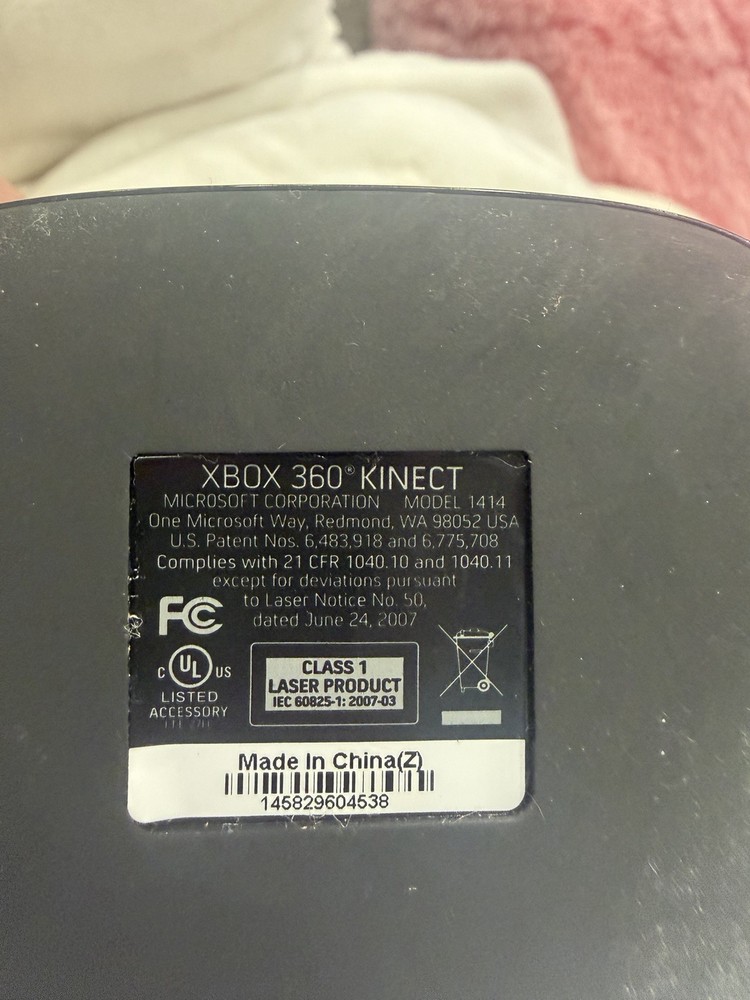 XBOX 360® KINECT
MICROSOFT CORPORATION MODEL 1414
One Microsoft Way, Redmond, WA 98052 USA
U.S. Patent Nos. 6,483,918 and 6,775,708
Complies with 21 CFR 1040.10 and 1040.11
except for deviations pursuant
to Laser Notice No. 50,
dated June 24, 2007
FC
C UL US
LISTED
ACCESSORY
CLASS 1
LASER PRODUCT
IEC 60825-1: 2007-03
Made In China(Z)
145829604538